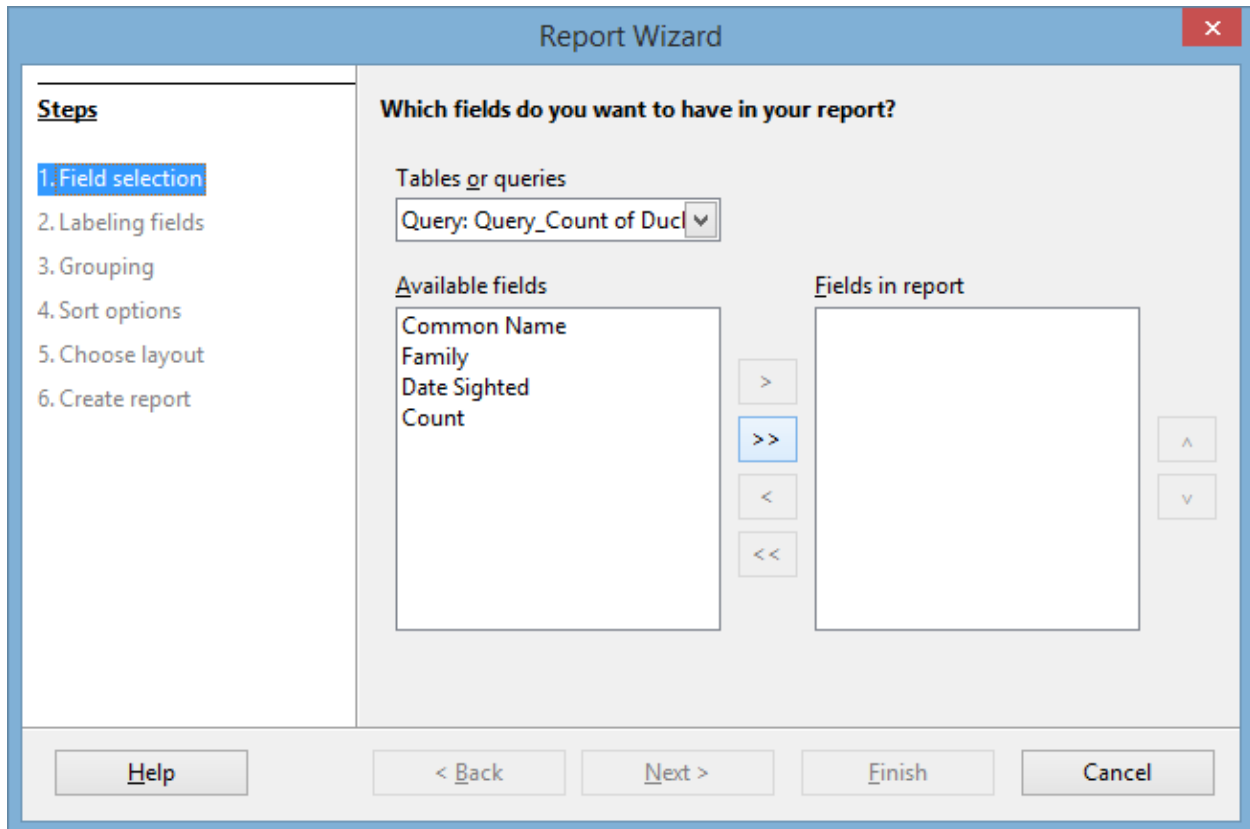 Report Wizard
Steps
1. Field selection
2. Labeling fields
3. Grouping
4. Sort options
5. Choose layout
6. Create report
Which fields do you want to have in your report?
Tables or queries
Query: Query_Count of
Available fields
Common Name
Family
Date Sighted
Count
>
>>
<
<<
Fields in report
Help
< Back
Next >
Finish
Cancel